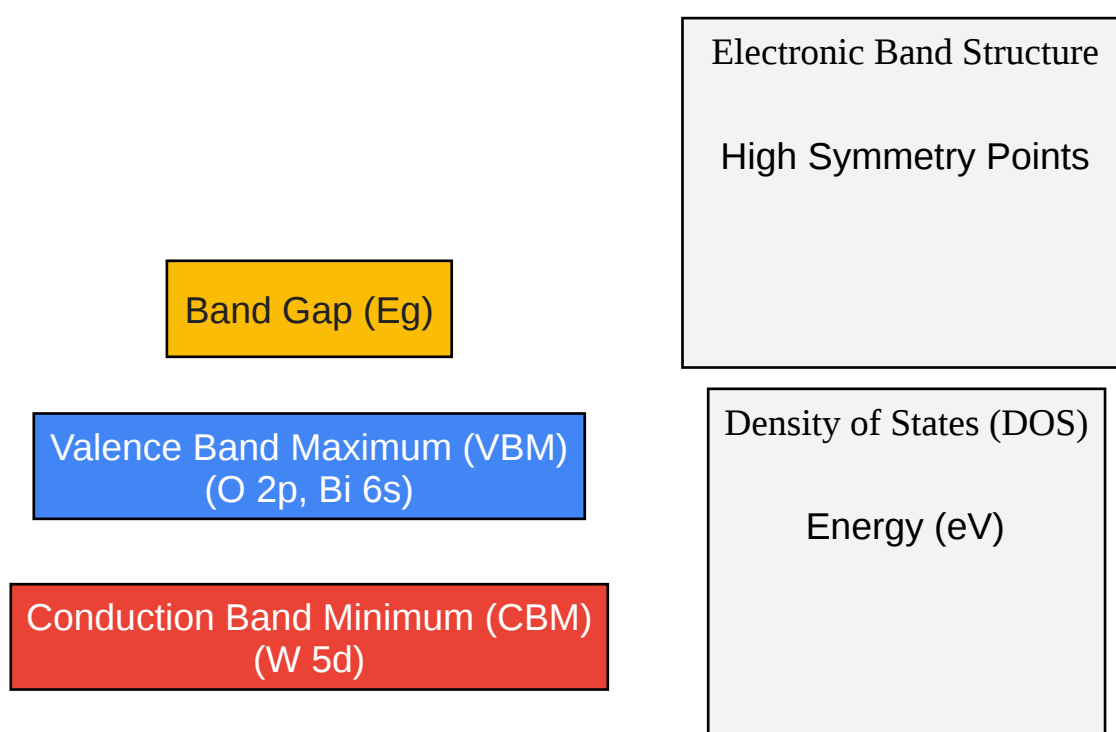 Electronic Band Structure
High Symmetry Points
Band Gap (Eg)
Valence Band Maximum (VBM)
(O 2p, Bi 6s)
Density of States (DOS)
Energy (eV)
Conduction Band Minimum (CBM)
(W 5d)